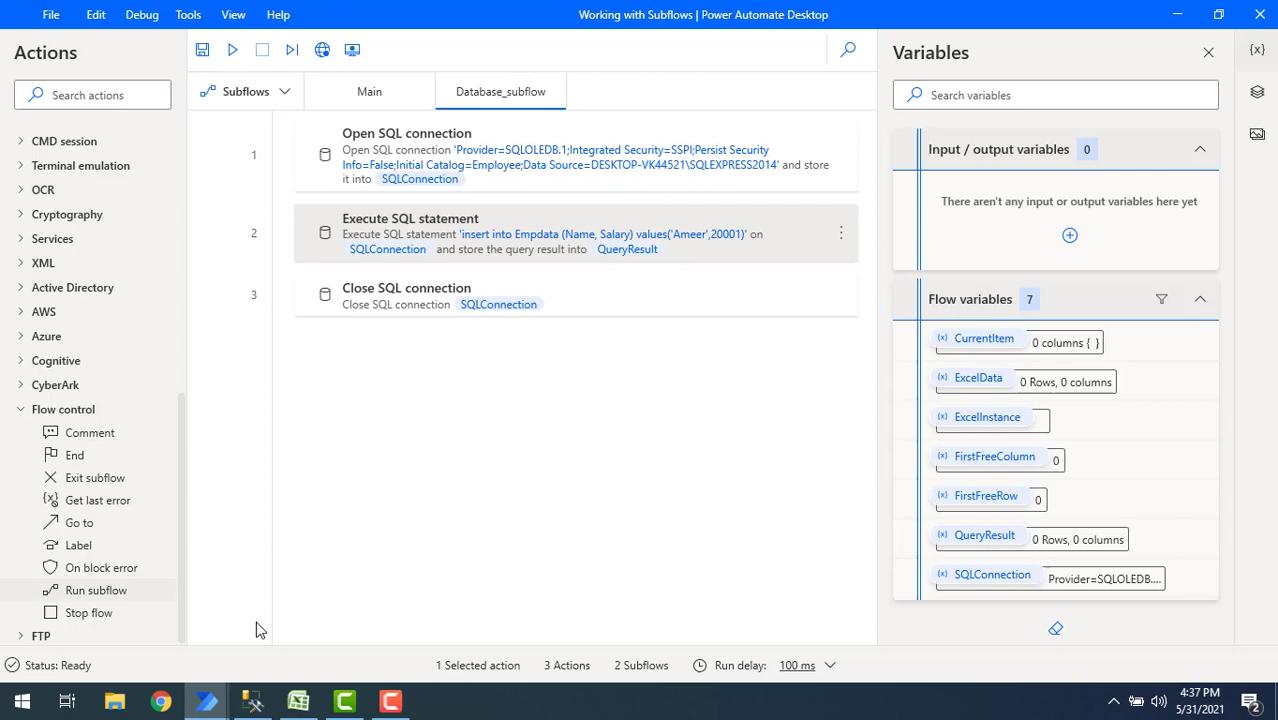 File Edit Debug Tools View Help Working with Subflows | Power Automate Desktop
Actions
Search actions
CMD session
Terminal emulation
OCR
Cryptography
Services
XML
Active Directory
AWS
Azure
Cognitive
CyberArk
Flow control
Comment
End
Exit subflow
Get last error
Go to
Label
On block error
Run subflow
Stop flow
FTP
Subflows Main Database_subflow
1
Open SQL connection
Open SQL connection 'Provider=SQLOLEDB.1;Integrated Security=SSPI;Persist Security
Info=False;Initial Catalog=Employee;Data Source=DESKTOP-VK44521\SQLEXPRESS2014' and store
it into SQLConnection
2
Execute SQL statement
Execute SQL statement 'insert into Empdata (Name, Salary) values('Ameer',20001)' on
SQLConnection and store the query result into QueryResult
3
Close SQL connection
Close SQL connection SQLConnection
Variables
{x}
Search variables
Input / output variables 0
There aren't any input or output variables here yet
Flow variables 7
(x) CurrentItem 0 columns { }
(x) ExcelData 0 Rows, 0 columns
(x) ExcelInstance
(x) FirstFreeColumn 0
(x) FirstFreeRow 0
(x) QueryResult 0 Rows, 0 columns
(x) SQLConnection Provider=SQLOLEDB....
Status: Ready 1 Selected action 3 Actions 2 Subflows Run delay: 100 ms
4:37 PM
5/31/2021
2